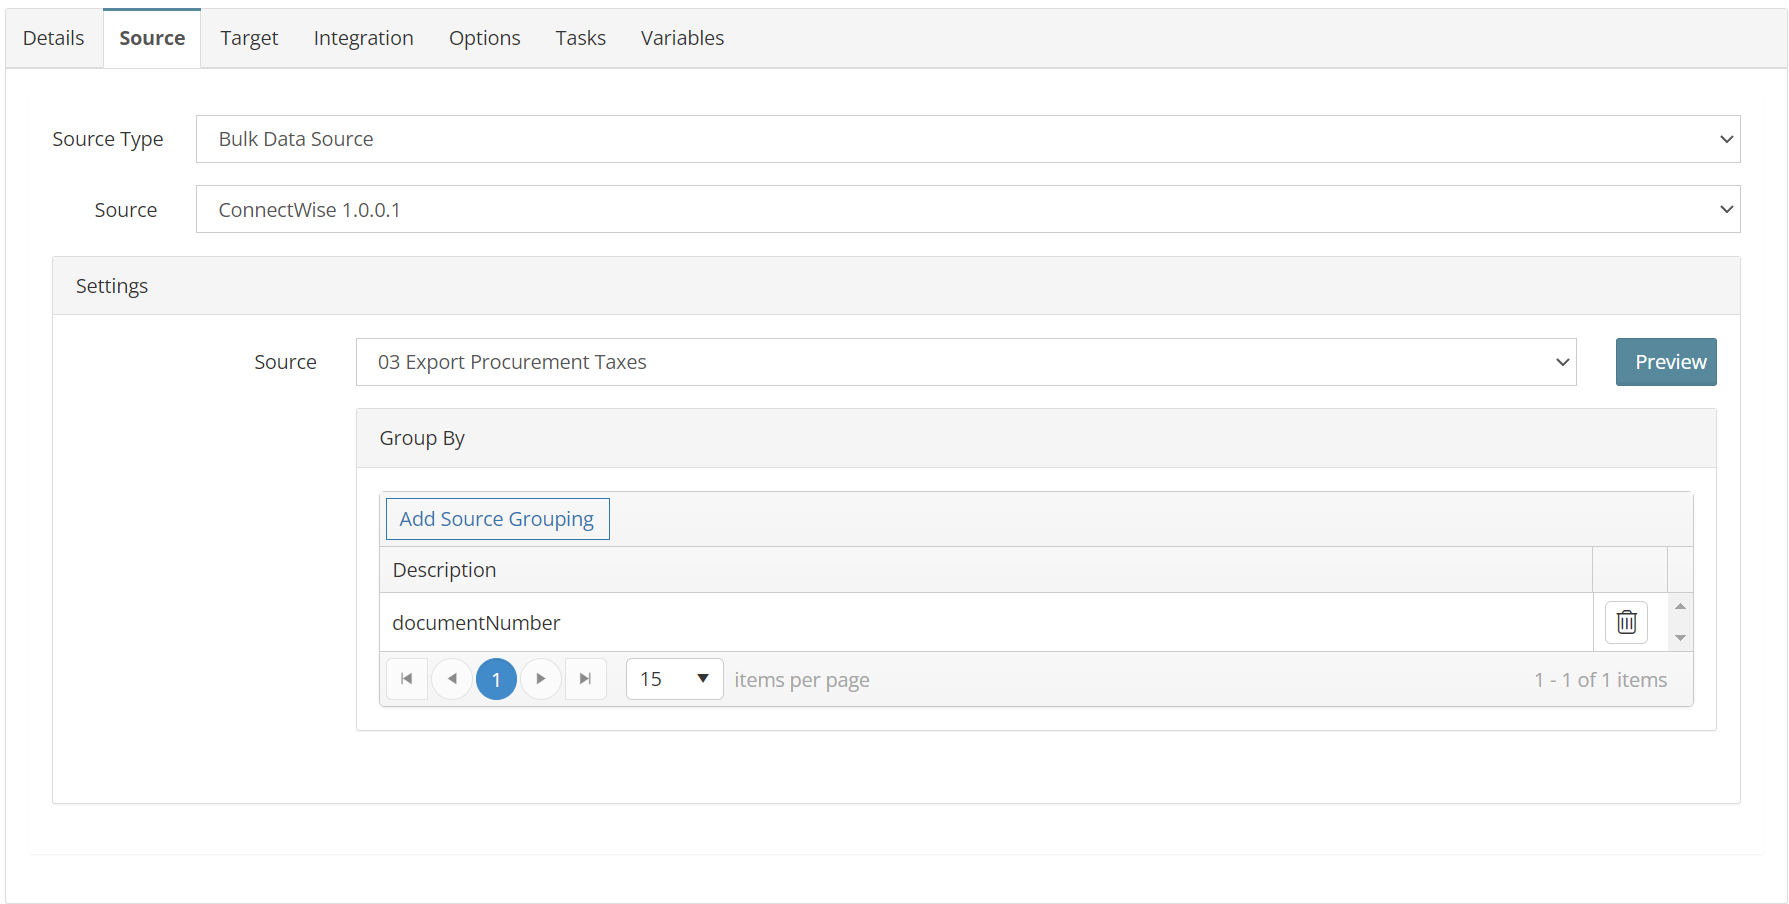 Details Source Target Integration Options Tasks Variables
Source Type Bulk Data Source
Source ConnectWise 1.0.0.1
Settings
Source 03 Export Procurement Taxes Preview
Group By
Add Source Grouping
Description
documentNumber
1 15 items per page 1 - 1 of 1 items